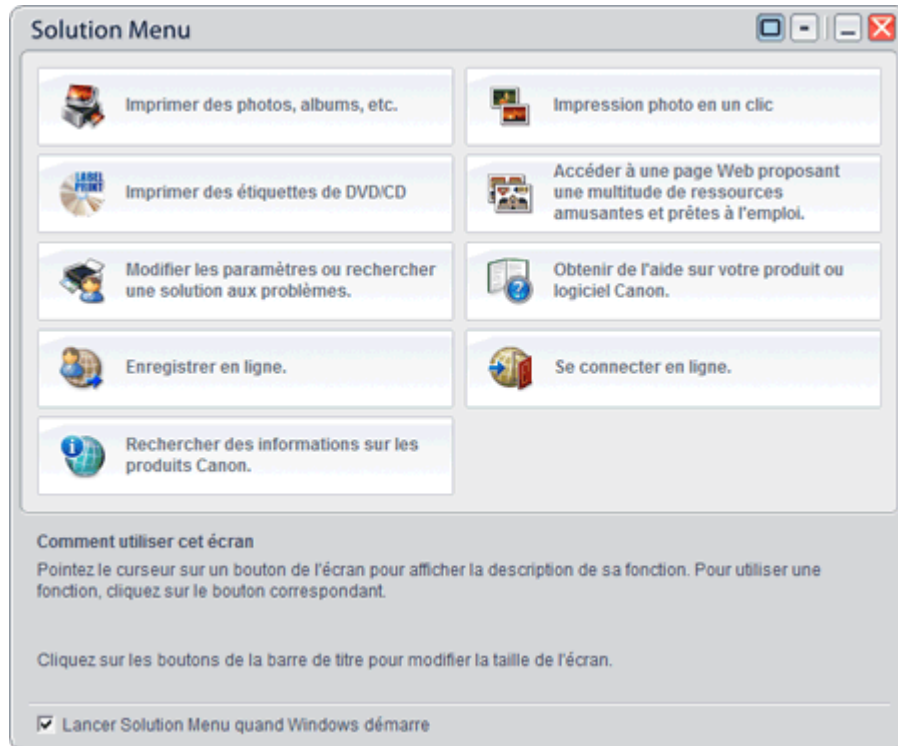 Solution Menu
Imprimer des photos, albums, etc.
Impression photo en un clic
LABEL
PRINT
Imprimer des étiquettes de DVD/CD
Accéder à une page Web proposant
une multitude de ressources
amusantes et prêtes à l'emploi.
Modifier les paramètres ou rechercher
une solution aux problèmes.
Obtenir de l'aide sur votre produit ou
logiciel Canon.
Enregistrer en ligne.
Se connecter en ligne.
Rechercher des informations sur les
produits Canon.
Comment utiliser cet écran
Pointez le curseur sur un bouton de l'écran pour afficher la description de sa fonction. Pour utiliser une
fonction, cliquez sur le bouton correspondant.
Cliquez sur les boutons de la barre de titre pour modifier la taille de l'écran.
Lancer Solution Menu quand Windows démarre